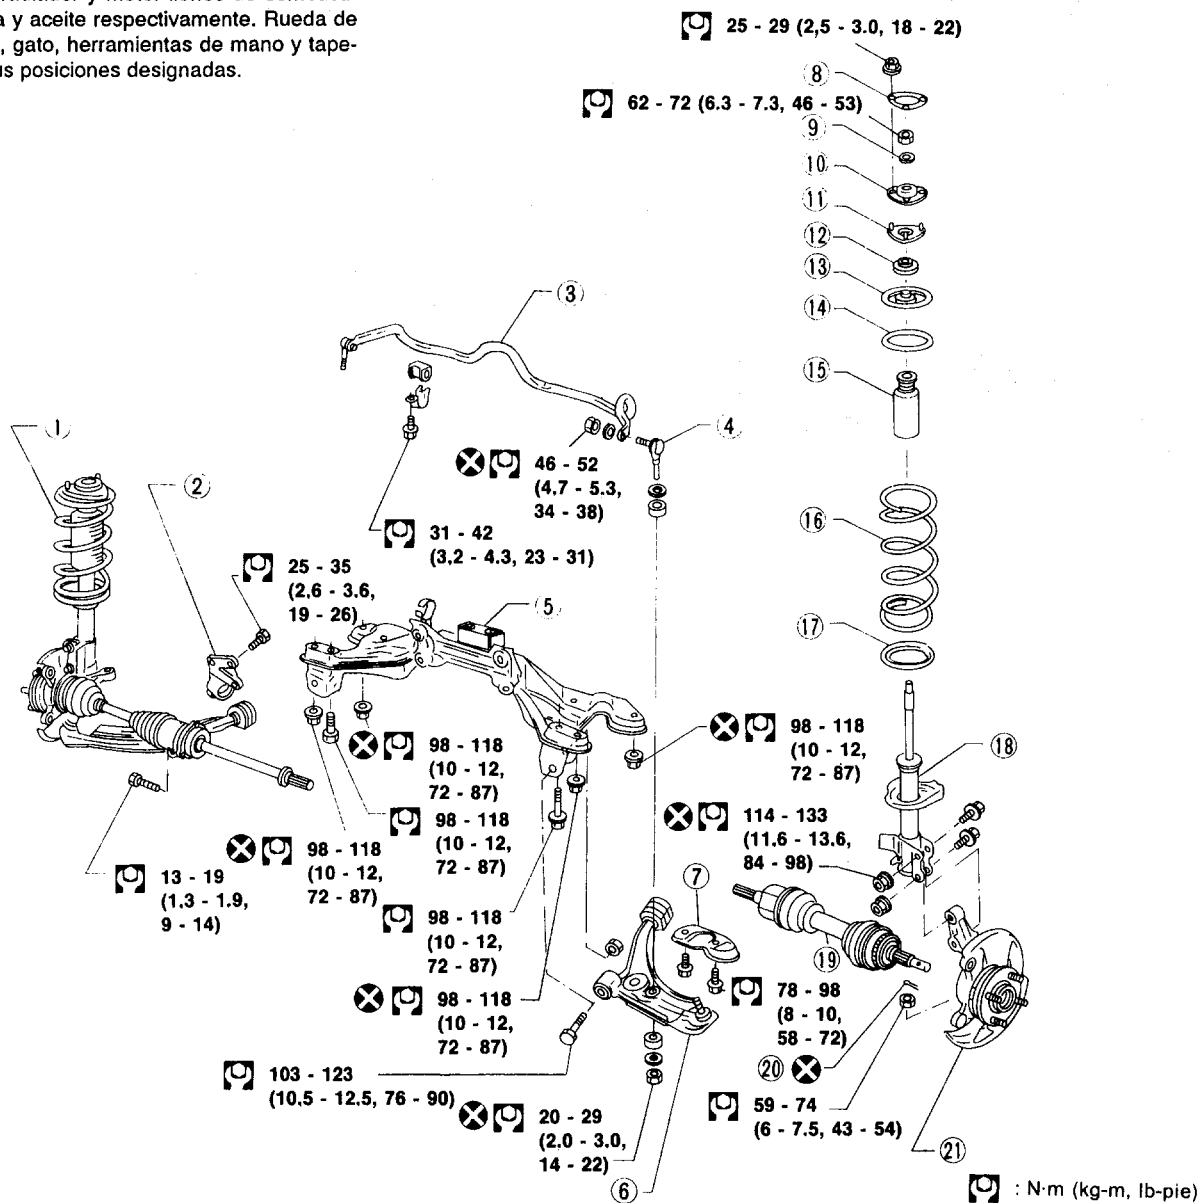 a y aceite respectivamente. Rueda de
, gato, herramientas de mano y tape-
us posiciones designadas.
25 - 29 (2,5 - 3.0, 18 - 22)
8
62 - 72 (6.3 - 7.3, 46 - 53)
9
10
11
12
13
14
15
3
4
1
2
46 - 52
(4,7 - 5.3,
34 - 38)
16
31 - 42
(3,2 - 4.3, 23 - 31)
25 - 35
(2,6 - 3.6,
19 - 26)
5
17
98 - 118
(10 - 12,
72 - 87)
98 - 118
(10 - 12,
72 - 87)
18
98 - 118
(10 - 12,
72 - 87)
114 - 133
(11.6 - 13.6,
84 - 98)
98 - 118
(10 - 12,
72 - 87)
13 - 19
(1,3 - 1.9,
9 - 14)
7
98 - 118
(10 - 12,
72 - 87)
19
98 - 118
(10 - 12,
72 - 87)
78 - 98
(8 - 10,
58 - 72)
20
103 - 123
(10,5 - 12.5, 76 - 90)
59 - 74
(6 - 7.5, 43 - 54)
20 - 29
(2.0 - 3.0,
14 - 22)
6
21
: N·m (kg-m, lb-pie)